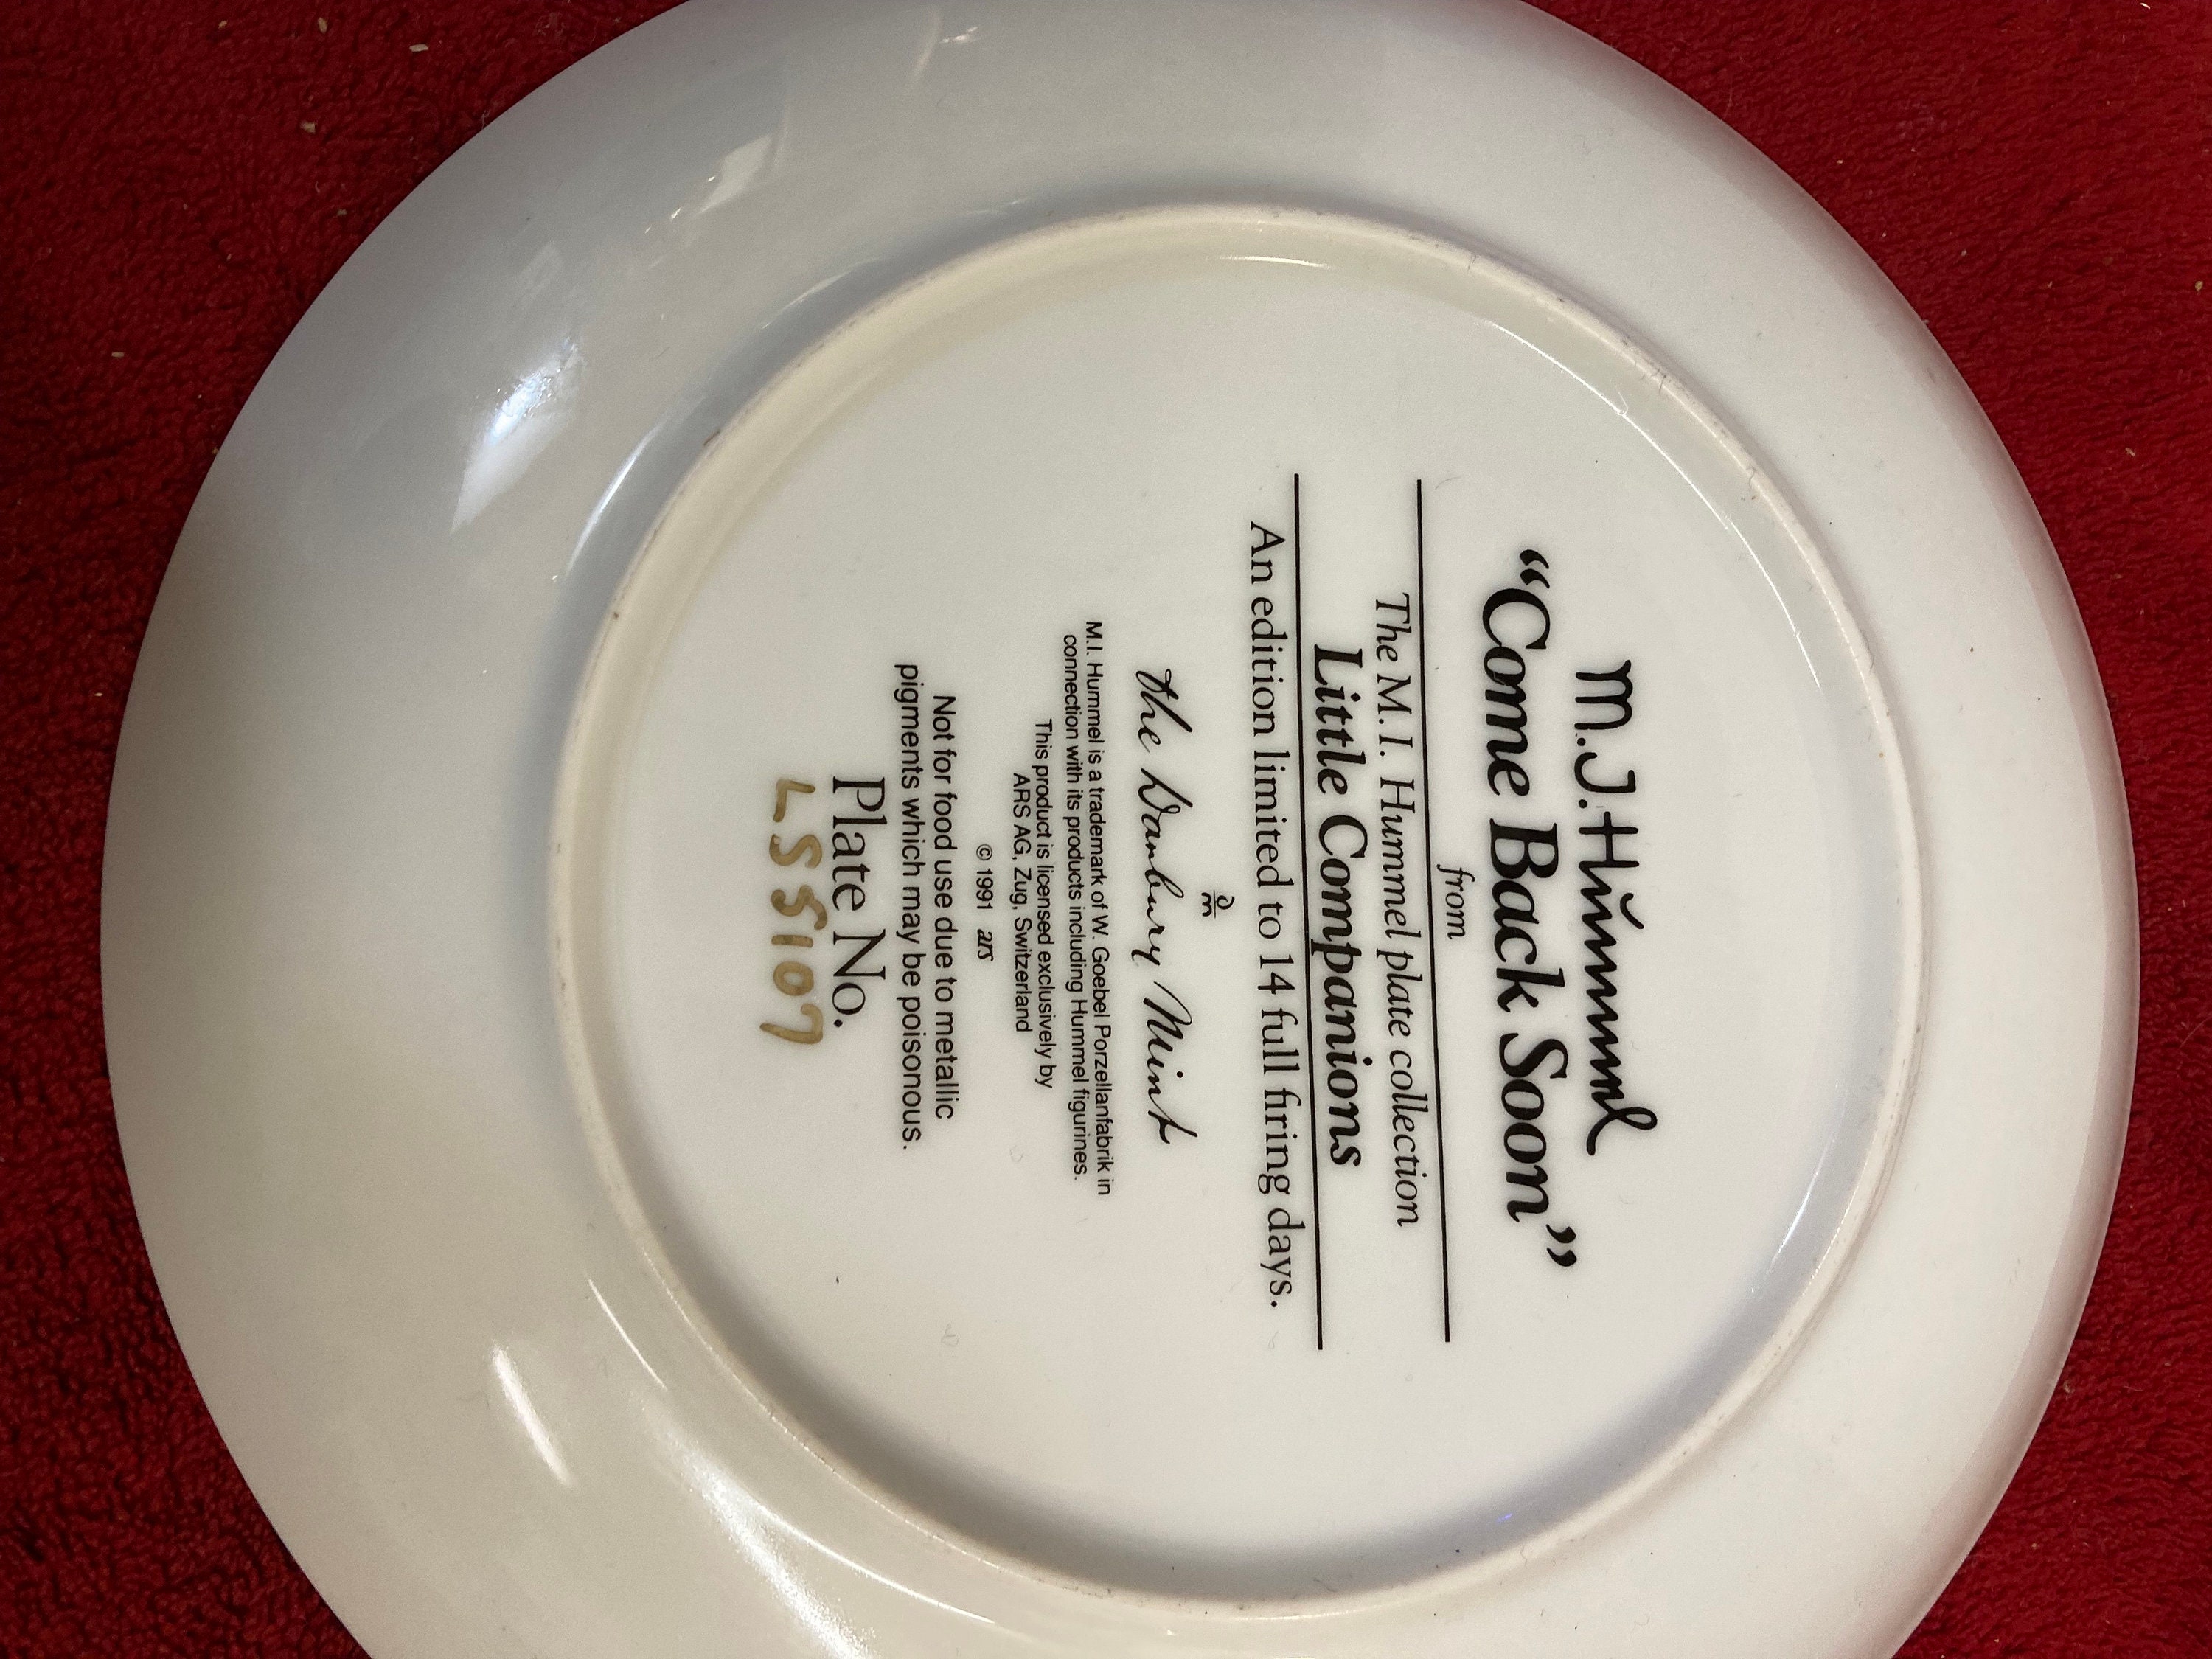 M.J.Hummel
“Come Back Soon”
from
The M.I. Hummel plate collection
Little Companions
An edition limited to 14 full firing days.
dm
the Danbury Mint
M.I. Hummel is a trademark of W. Goebel Porzellanfabrik in
connection with its products including Hummel figurines.
This product is licensed exclusively by
ARS AG, Zug, Switzerland
© 1991 ars
Not for food use due to metallic
pigments which may be poisonous.
Plate No.
LS5107